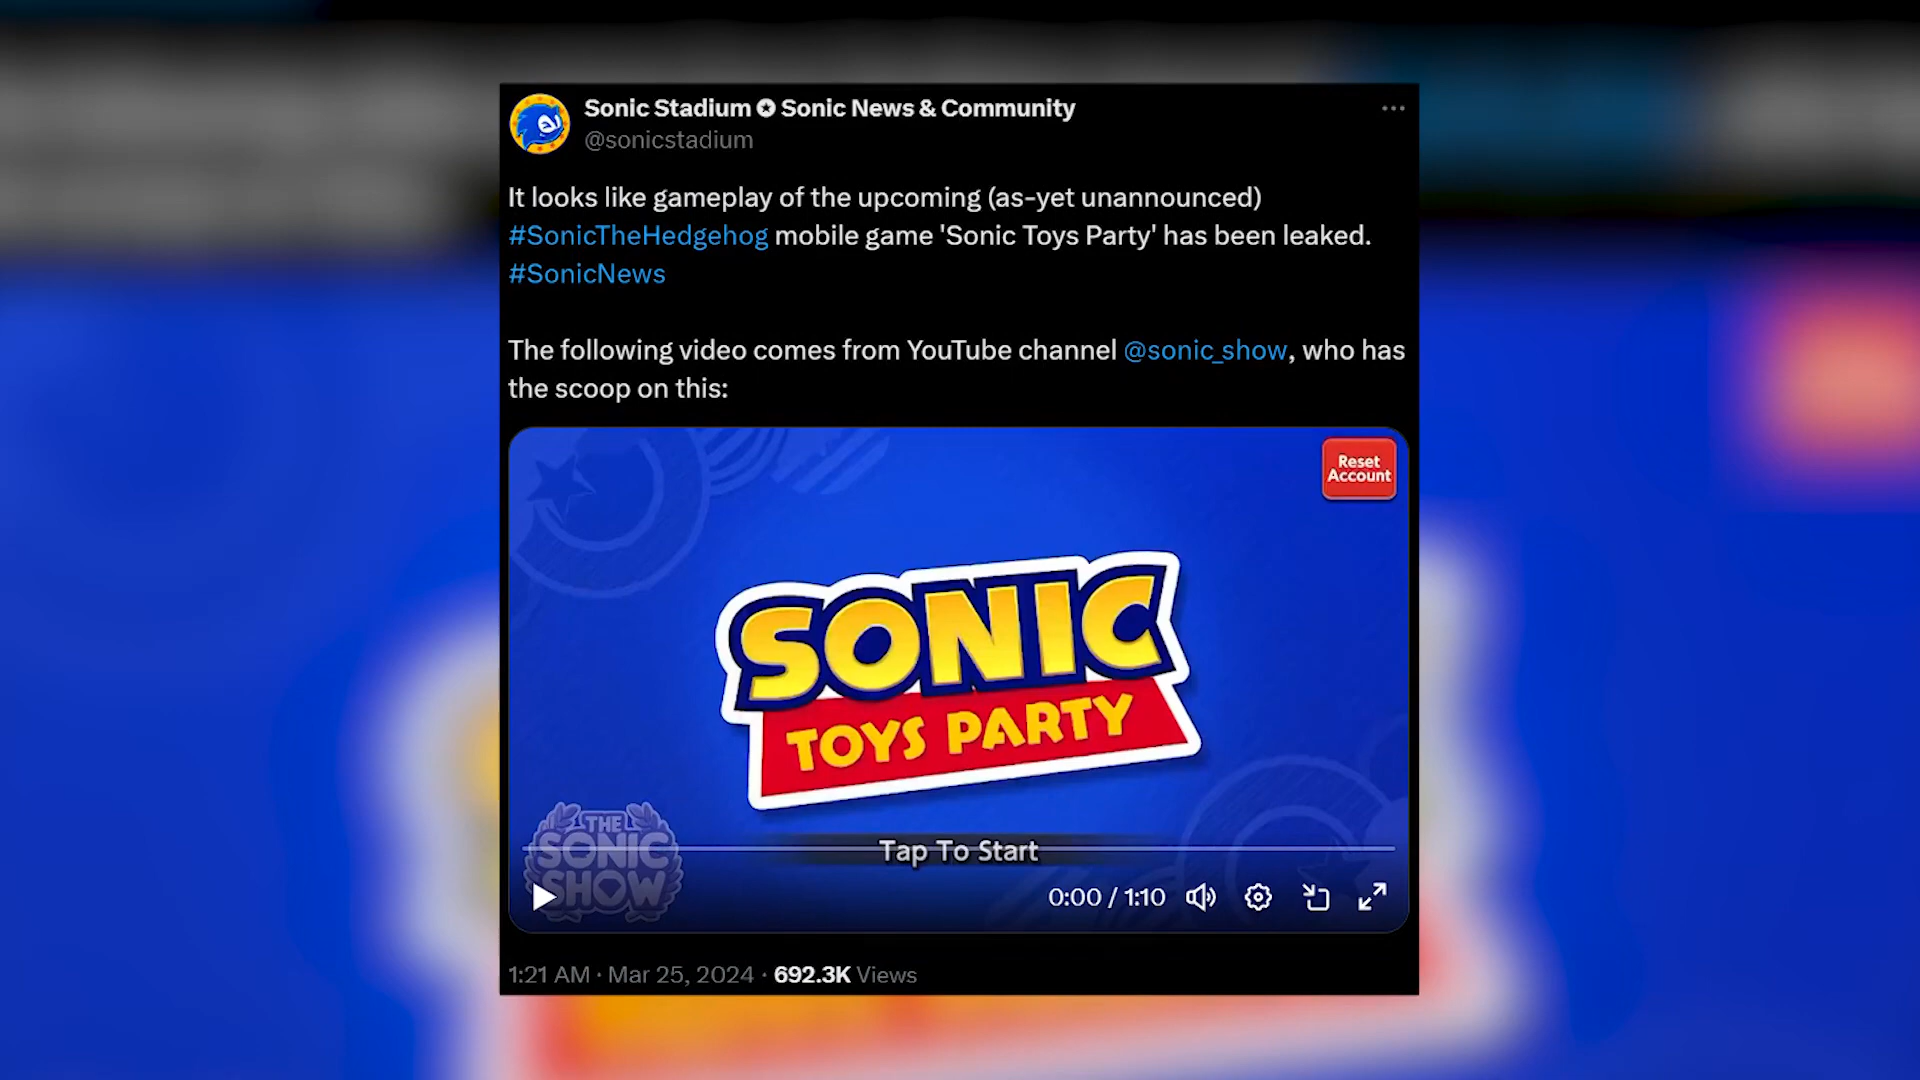 Sonic Stadium ✪ Sonic News & Community
@sonicstadium
It looks like gameplay of the upcoming (as-yet unannounced)
#SonicTheHedgehog mobile game 'Sonic Toys Party' has been leaked.
#SonicNews
The following video comes from YouTube channel @sonic_show, who has
the scoop on this:
Reset
Account
SONIC
TOYS PARTY
Tap To Start
THE
SONIC
SHOW
0:00 / 1:10
1:21 AM · Mar 25, 2024 · 692.3K Views